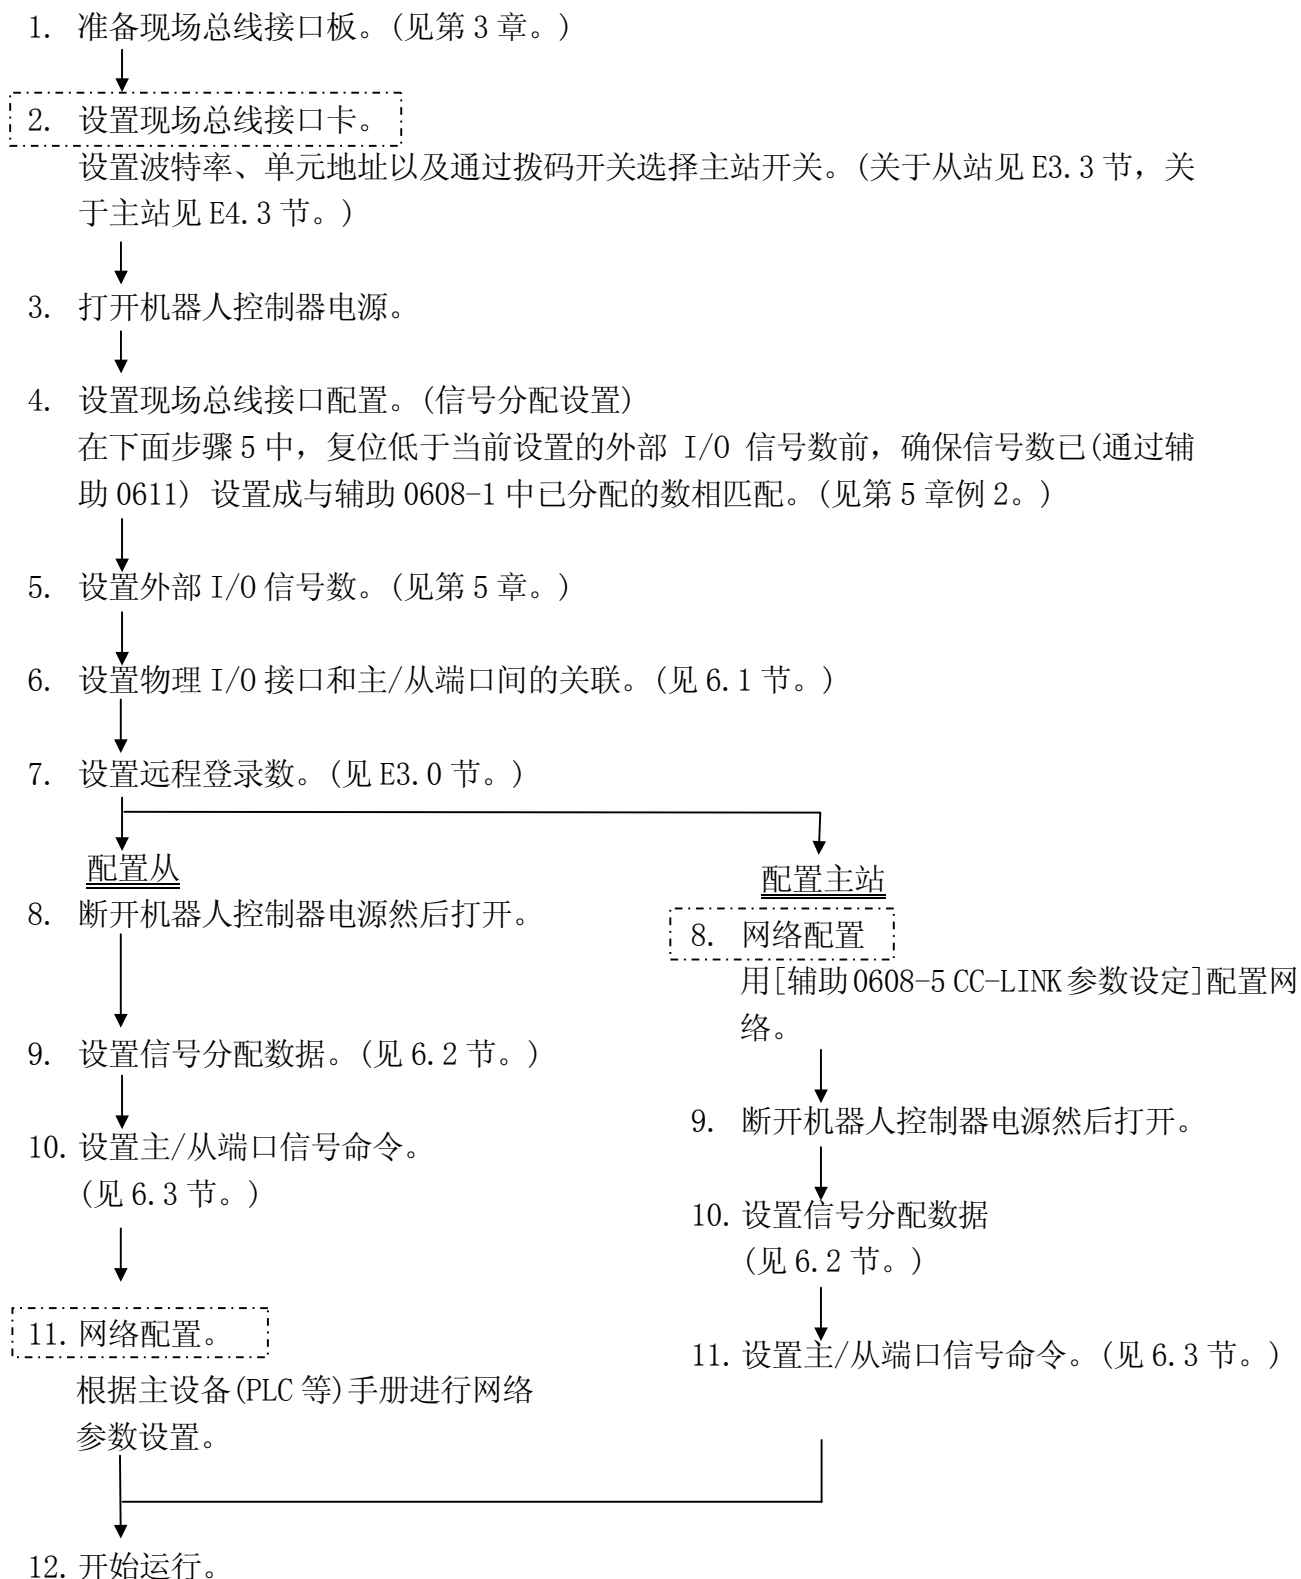 1. 准备现场总线接口板。(见第 3 章。)
2. 设置现场总线接口卡。
设置波特率、单元地址以及通过拨码开关选择主站开关。(关于从站见 E3.3 节，关
于主站见 E4.3 节。)
3. 打开机器人控制器电源。
4. 设置现场总线接口配置。(信号分配设置)
在下面步骤 5 中，复位低于当前设置的外部 I/O 信号数前，确保信号数已(通过辅
助 0611) 设置成与辅助 0608-1 中已分配的数相匹配。(见第 5 章例 2。)
5. 设置外部 I/O 信号数。(见第 5 章。)
6. 设置物理 I/O 接口和主/从端口间的关联。(见 6.1 节。)
7. 设置远程登录数。(见 E3.0 节。)
配置从
8. 断开机器人控制器电源然后打开。
9. 设置信号分配数据。(见 6.2 节。)
10. 设置主/从端口信号命令。
(见 6.3 节。)
11. 网络配置。
根据主设备(PLC 等)手册进行网络
参数设置。
配置主站
8. 网络配置
用[辅助 0608-5 CC-LINK 参数设定]配置网
络。
9. 断开机器人控制器电源然后打开。
10. 设置信号分配数据
(见 6.2 节。)
11. 设置主/从端口信号命令。(见 6.3 节。)
12. 开始运行。